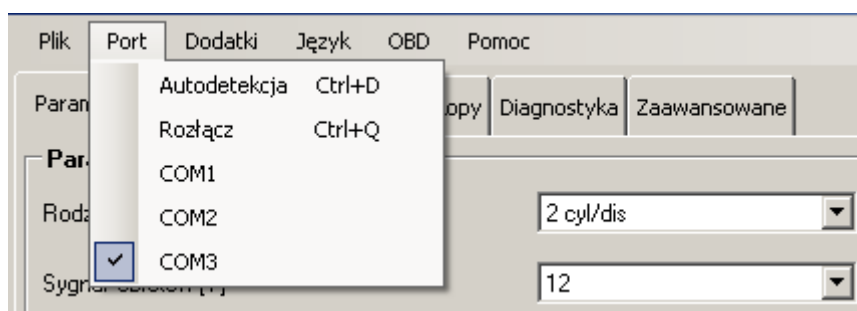 Plik Port Dodatki Język OBD Pomoc
Autodetekcja Ctrl+D
Rozłącz Ctrl+Q
COM1
COM2
COM3
Diagnostyka Zaawansowane
2 cyl/dis
12